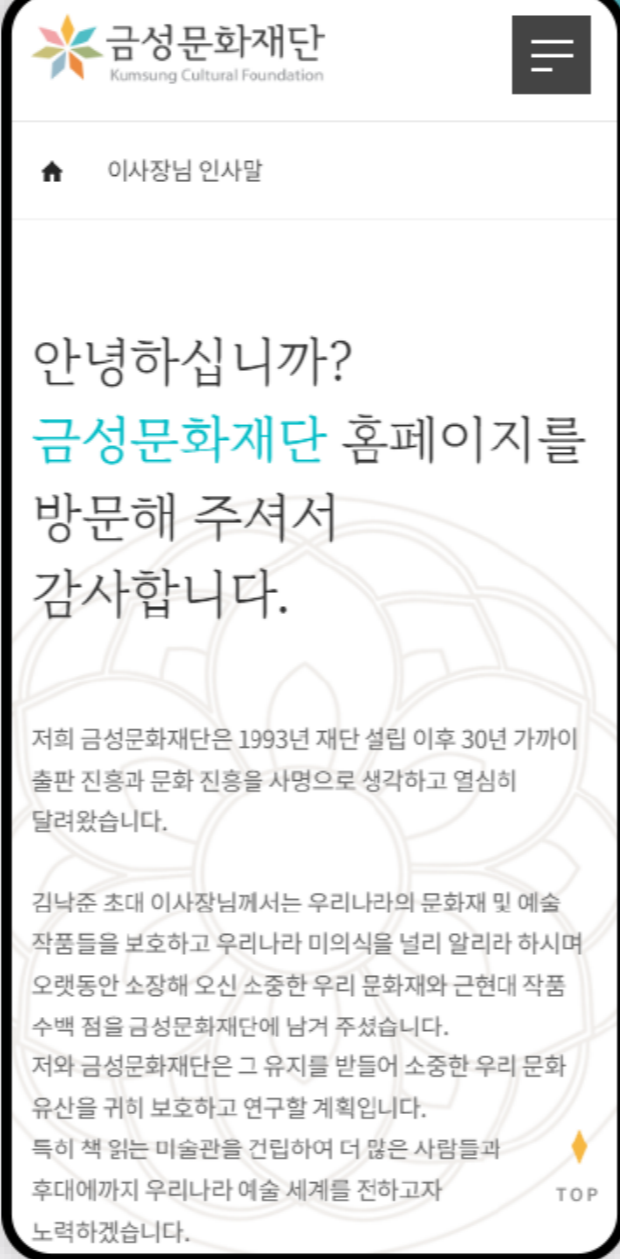 금성문화재단
Kumsung Cultural Foundation
이사장님 인사말
안녕하십니까?
금성문화재단 홈페이지를
방문해 주셔서
감사합니다.
저희 금성문화재단은 1993년 재단 설립 이후 30년 가까이
출판 진흥과 문화 진흥을 사명으로 생각하고 열심히
달려왔습니다.
김낙준 초대 이사장님께서는 우리나라의 문화재 및 예술
작품들을 보호하고 우리나라 미의식을 널리 알리라 하시며
오랫동안 소장해 오신 소중한 우리 문화재와 근현대 작품
수백 점을 금성문화재단에 남겨 주셨습니다.
저와 금성문화재단은 그 유지를 받들어 소중한 우리 문화
유산을 귀히 보호하고 연구할 계획입니다.
특히 책 읽는 미술관을 건립하여 더 많은 사람들과
후대에까지 우리나라 예술 세계를 전하고자
노력하겠습니다.
TOP